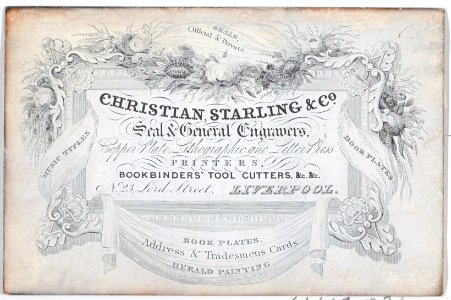 SEALS,
Official & Private.
CHRISTIAN, STARLING & Co.
Seal & General Engravers,
Copper Plate, Lithographic and Letter Press
PRINTERS,
BOOKBINDERS' TOOL CUTTERS, &c. &c.
No. 23, Lord Street, LIVERPOOL.
MUSIC TITLES
DOOR PLATES
BOOK PLATES.
Address & Tradesmens Cards
HERALD PAINTING